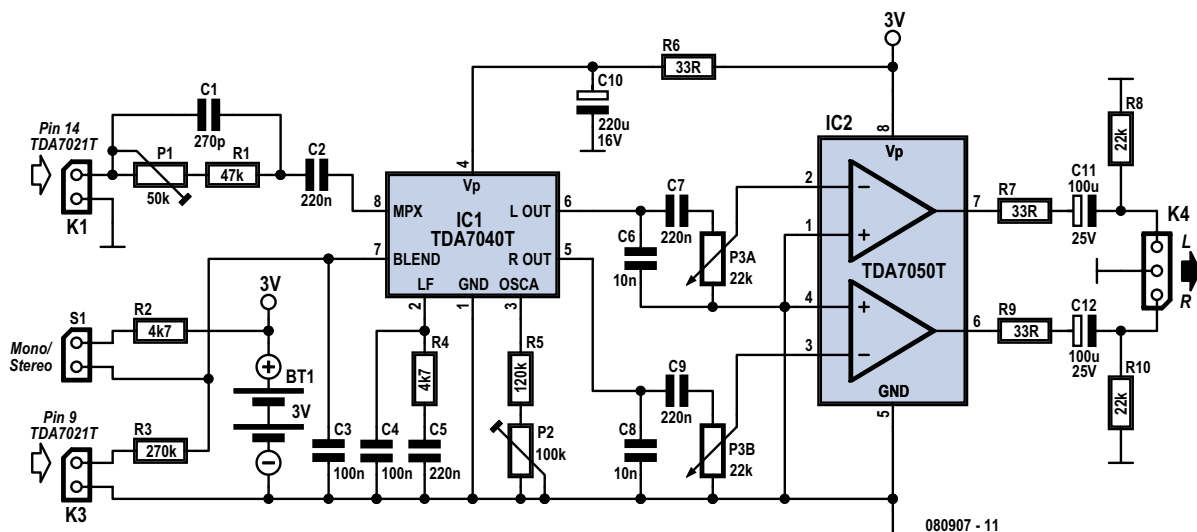 3V
R6
33R
C10
220u
16V
C1
270p
Pin 14
TDA7021T
P1
50k
R1
47k
C2
220n
K1
4
Vp
8
MPX
IC1
TDA7040T
L OUT
6
7
BLEND
R OUT
5
LF
GND
OSCA
2
1
3
C7
220n
C6
10n
P3A
22k
IC2
8
Vp
2
–
1
+
7
TDA7050T
4
+
3
–
6
GND
5
R7
33R
C11
100u
25V
R8
22k
K4
L
R
R9
33R
C12
100u
25V
R10
22k
3V
S1
Mono/
Stereo
R2
4k7
+
BT1
3V
–
Pin 9
TDA7021T
R3
270k
K3
C3
100n
C4
100n
R4
4k7
C5
220n
R5
120k
P2
100k
C9
220n
C8
10n
P3B
22k
080907 - 11